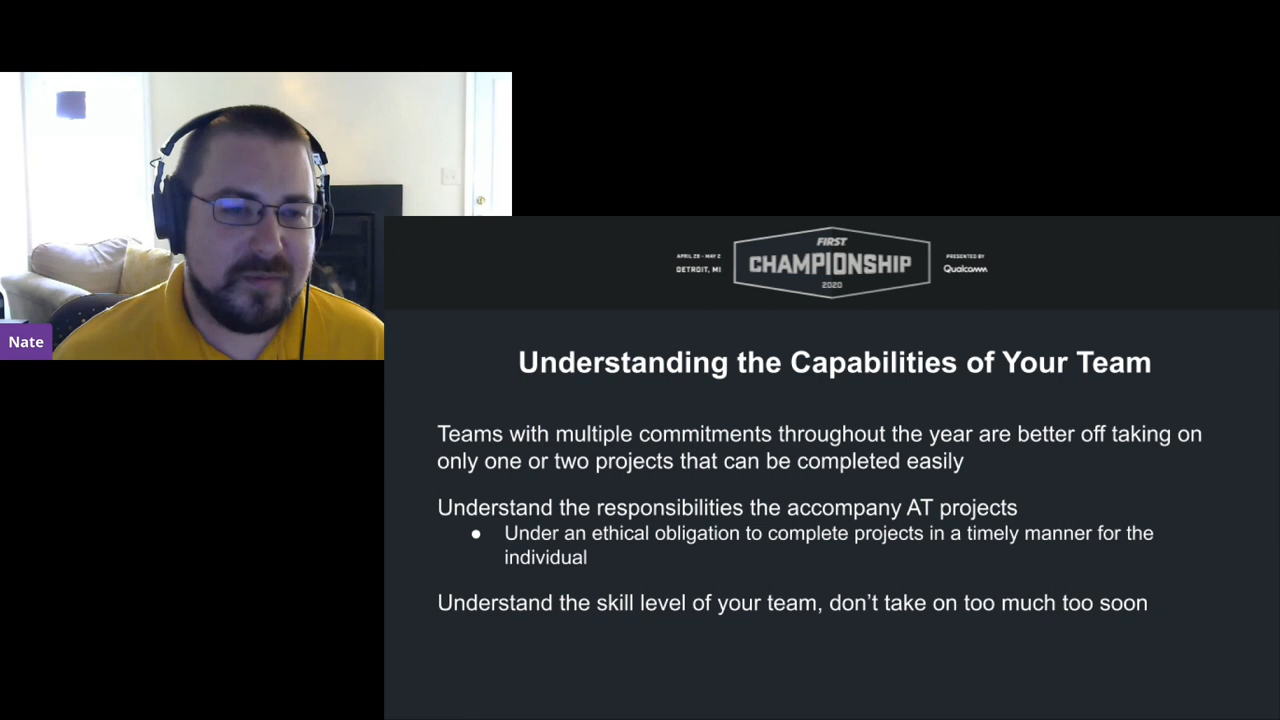 Nate
FIRST
APRIL 29 - MAY 2
DETROIT, MI
CHAMPIONSHIP
2020
PRESENTED BY
Qualcomm
Understanding the Capabilities of Your Team
Teams with multiple commitments throughout the year are better off taking on
only one or two projects that can be completed easily
Understand the responsibilities the accompany AT projects
● Under an ethical obligation to complete projects in a timely manner for the
individual
Understand the skill level of your team, don’t take on too much too soon